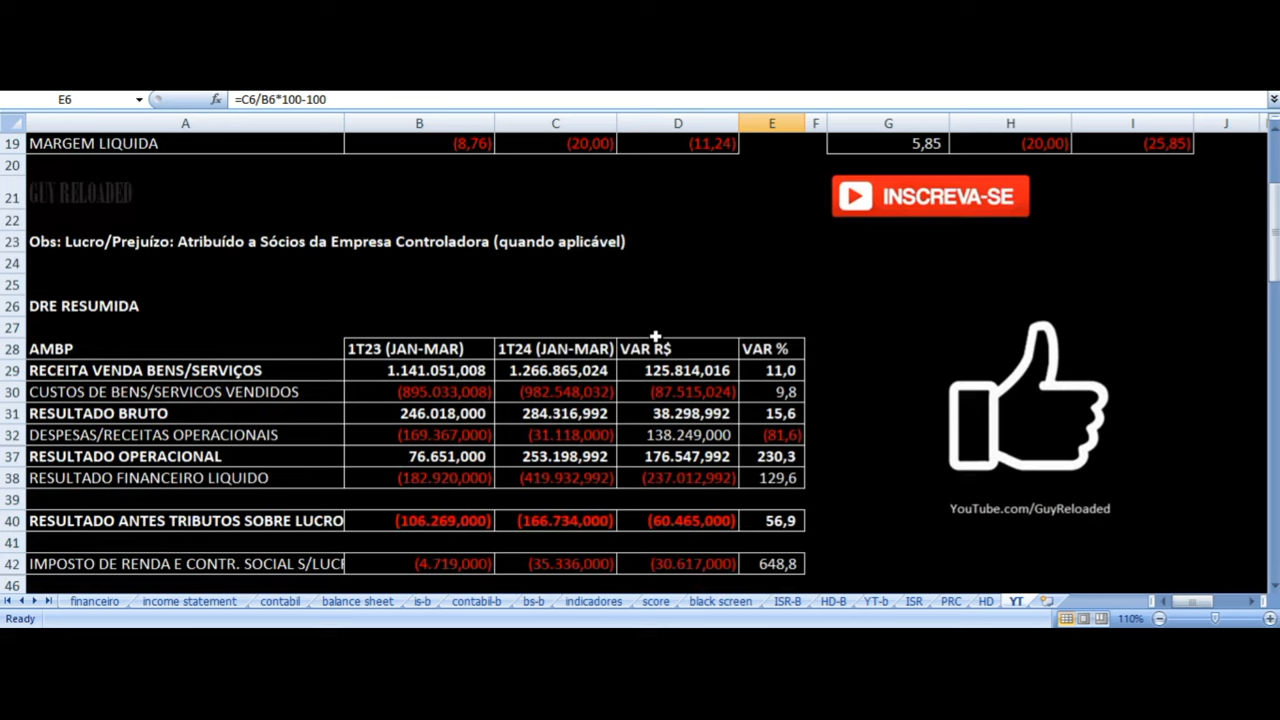 E6 fx =C6/B6*100-100
A B C D E F G H I J
19 MARGEM LIQUIDA (8,76) (20,00) (11,24) 5,85 (20,00) (25,85)
20
21 GUY RELOADED INSCREVA-SE
22
23 Obs: Lucro/Prejuízo: Atribuído a Sócios da Empresa Controladora (quando aplicável)
24
25
26 DRE RESUMIDA
27
28 AMBP 1T23 (JAN-MAR) 1T24 (JAN-MAR) VAR R$ VAR %
29 RECEITA VENDA BENS/SERVIÇOS 1.141.051,008 1.266.865,024 125.814,016 11,0
30 CUSTOS DE BENS/SERVICOS VENDIDOS (895.033,008) (982.548,032) (87.515,024) 9,8
31 RESULTADO BRUTO 246.018,000 284.316,992 38.298,992 15,6
32 DESPESAS/RECEITAS OPERACIONAIS (169.367,000) (31.118,000) 138.249,000 (81,6)
37 RESULTADO OPERACIONAL 76.651,000 253.198,992 176.547,992 230,3
38 RESULTADO FINANCEIRO LIQUIDO (182.920,000) (419.932,992) (237.012,992) 129,6
39
YouTube.com/GuyReloaded
40 RESULTADO ANTES TRIBUTOS SOBRE LUCRO (106.269,000) (166.734,000) (60.465,000) 56,9
41
42 IMPOSTO DE RENDA E CONTR. SOCIAL S/LUCR (4.719,000) (35.336,000) (30.617,000) 648,8
46
financeiro income statement contabil balance sheet is-b contabil-b bs-b indicadores score black screen ISR-B HD-B YT-b ISR PRC HD YT
Ready 110%